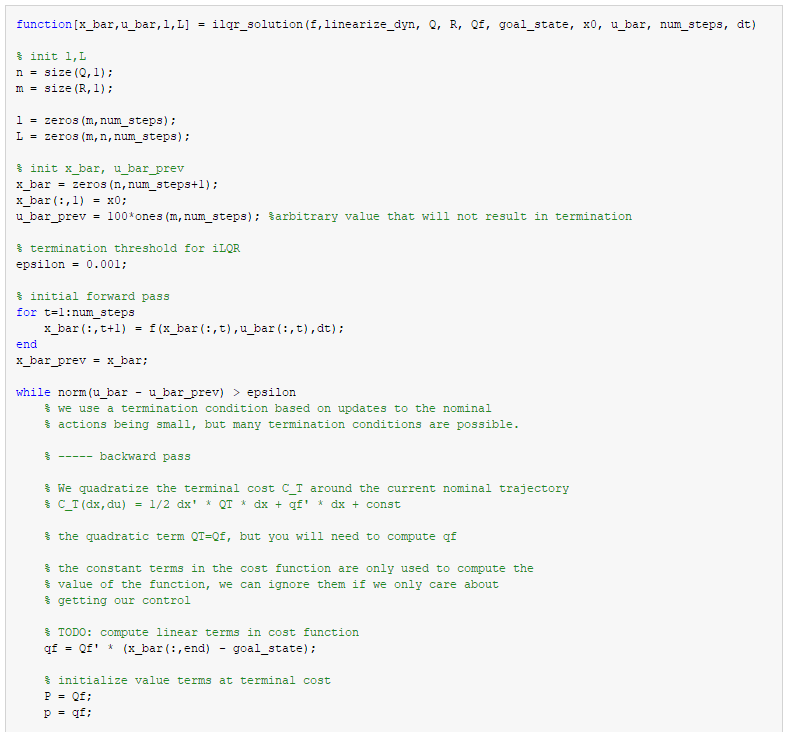 function[x_bar,u_bar,l,L] = ilqr_solution(f,linearize_dyn, Q, R, Qf, goal_state, x0, u_bar, num_steps, dt)
% init l,L
n = size(Q,1);
m = size(R,1);
l = zeros(m,num_steps);
L = zeros(m,n,num_steps);
% init x_bar, u_bar_prev
x_bar = zeros(n,num_steps+1);
x_bar(:,1) = x0;
u_bar_prev = 100*ones(m,num_steps); %arbitrary value that will not result in termination
% termination threshold for iLQR
epsilon = 0.001;
% initial forward pass
for t=1:num_steps
    x_bar(:,t+1) = f(x_bar(:,t),u_bar(:,t),dt);
end
x_bar_prev = x_bar;
while norm(u_bar - u_bar_prev) > epsilon
    % we use a termination condition based on updates to the nominal
    % actions being small, but many termination conditions are possible.
    % ----- backward pass
    % We quadratize the terminal cost C_T around the current nominal trajectory
    % C_T(dx,du) = 1/2 dx' * QT * dx + qf' * dx + const
    % the quadratic term QT=Qf, but you will need to compute qf
    % the constant terms in the cost function are only used to compute the
    % value of the function, we can ignore them if we only care about
    % getting our control
    % TODO: compute linear terms in cost function
    qf = Qf' * (x_bar(:,end) - goal_state);
    % initialize value terms at terminal cost
    P = Qf;
    p = qf;